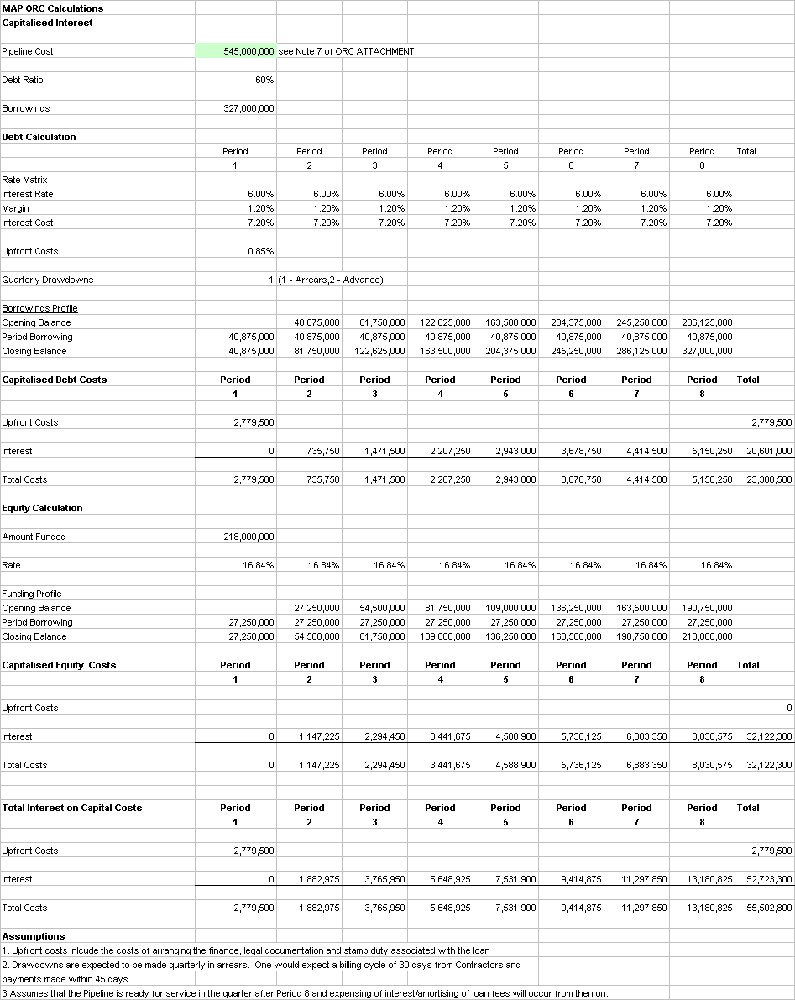 MAP ORC Calculations
Capitalised Interest
Pipeline Cost 545,000,000 see Note 7 of ORC ATTACHMENT
Debt Ratio 60%
Borrowings 327,000,000
Debt Calculation
Period Period Period Period Period Period Period Period Total
1 2 3 4 5 6 7 8
Rate Matrix
Interest Rate 6.00% 6.00% 6.00% 6.00% 6.00% 6.00% 6.00% 6.00%
Margin 1.20% 1.20% 1.20% 1.20% 1.20% 1.20% 1.20% 1.20%
Interest Cost 7.20% 7.20% 7.20% 7.20% 7.20% 7.20% 7.20% 7.20%
Upfront Costs 0.85%
Quarterly Drawdowns 1 (1 - Arrears,2 - Advance)
Borrowings Profile
Opening Balance 40,875,000 81,750,000 122,625,000 163,500,000 204,375,000 245,250,000 286,125,000
Period Borrowing 40,875,000 40,875,000 40,875,000 40,875,000 40,875,000 40,875,000 40,875,000 40,875,000
Closing Balance 40,875,000 81,750,000 122,625,000 163,500,000 204,375,000 245,250,000 286,125,000 327,000,000
Capitalised Debt Costs Period Period Period Period Period Period Period Period Total
1 2 3 4 5 6 7 8
Upfront Costs 2,779,500 2,779,500
Interest 0 735,750 1,471,500 2,207,250 2,943,000 3,678,750 4,414,500 5,150,250 20,601,000
Total Costs 2,779,500 735,750 1,471,500 2,207,250 2,943,000 3,678,750 4,414,500 5,150,250 23,380,500
Equity Calculation
Amount Funded 218,000,000
Rate 16.84% 16.84% 16.84% 16.84% 16.84% 16.84% 16.84% 16.84%
Funding Profile
Opening Balance 27,250,000 54,500,000 81,750,000 109,000,000 136,250,000 163,500,000 190,750,000
Period Borrowing 27,250,000 27,250,000 27,250,000 27,250,000 27,250,000 27,250,000 27,250,000 27,250,000
Closing Balance 27,250,000 54,500,000 81,750,000 109,000,000 136,250,000 163,500,000 190,750,000 218,000,000
Capitalised Equity Costs Period Period Period Period Period Period Period Period Total
1 2 3 4 5 6 7 8
Upfront Costs 0
Interest 0 1,147,225 2,294,450 3,441,675 4,588,900 5,736,125 6,883,350 8,030,575 32,122,300
Total Costs 0 1,147,225 2,294,450 3,441,675 4,588,900 5,736,125 6,883,350 8,030,575 32,122,300
Total Interest on Capital Costs Period Period Period Period Period Period Period Period Total
1 2 3 4 5 6 7 8
Upfront Costs 2,779,500 2,779,500
Interest 0 1,882,975 3,765,950 5,648,925 7,531,900 9,414,875 11,297,850 13,180,825 52,723,300
Total Costs 2,779,500 1,882,975 3,765,950 5,648,925 7,531,900 9,414,875 11,297,850 13,180,825 55,502,800
Assumptions
1. Upfront costs inlcude the costs of arranging the finance, legal documentation and stamp duty associated with the loan
2. Drawdowns are expected to be made quarterly in arrears. One would expect a billing cycle of 30 days from Contractors and
payments made within 45 days.
3 Assumes that the Pipeline is ready for service in the quarter after Period 8 and expensing of interest/amortising of loan fees will occur from then on.